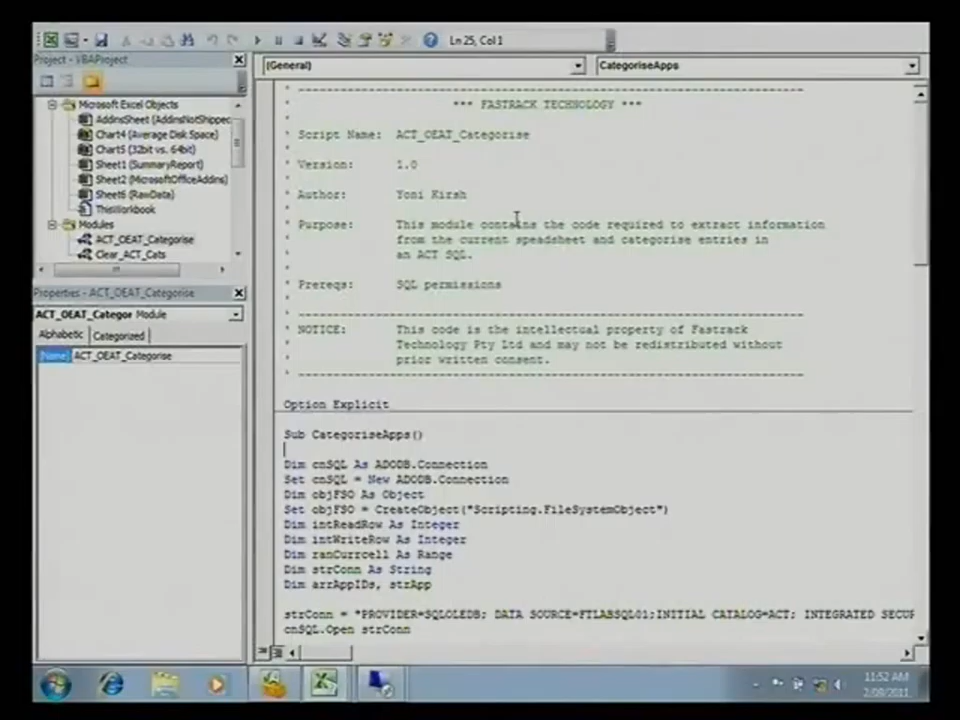 Ln 25, Col 1
Project - VBAProject
(General)
CategoriseApps
Microsoft Excel Objects
AddinsSheet (AddinsNotShippec
Chart4 (Average Disk Space)
Chart5 (32bit vs. 64bit)
Sheet1 (SummaryReport)
Sheet2 (MicrosoftOfficeAddins)
Sheet6 (RawData)
ThisWorkbook
Modules
ACT_OEAT_Categorise
Clear_ACT_Cats
Properties - ACT_OEAT_Categorise
ACT_OEAT_Categor Module
Alphabetic Categorized
(Name) ACT_OEAT_Categorise
' ------------------------------------------------------------------------
' *** FASTRACK TECHNOLOGY ***
'
' Script Name: ACT_OEAT_Categorise
'
' Version: 1.0
'
' Author: Yoni Kirsh
'
' Purpose: This module contains the code required to extract information
' from the current speadsheet and categorise entries in
' an ACT SQL.
'
' Prereqs: SQL permissions
'
' ------------------------------------------------------------------------
' NOTICE: This code is the intellectual property of Fastrack
' Technology Pty Ltd and may not be redistributed without
' prior written consent.
' ------------------------------------------------------------------------
Option Explicit
Sub CategoriseApps()
Dim cnSQL As ADODB.Connection
Set cnSQL = New ADODB.Connection
Dim objFSO As Object
Set objFSO = CreateObject("Scripting.FileSystemObject")
Dim intReadRow As Integer
Dim intWriteRow As Integer
Dim ranCurrcell As Range
Dim strConn As String
Dim arrAppIDs, strApp
strConn = "PROVIDER=SQLOLEDB; DATA SOURCE=FTLABSQL01;INITIAL CATALOG=ACT; INTEGRATED SECUR
cnSQL.Open strConn
11:52 AM
2/09/2011